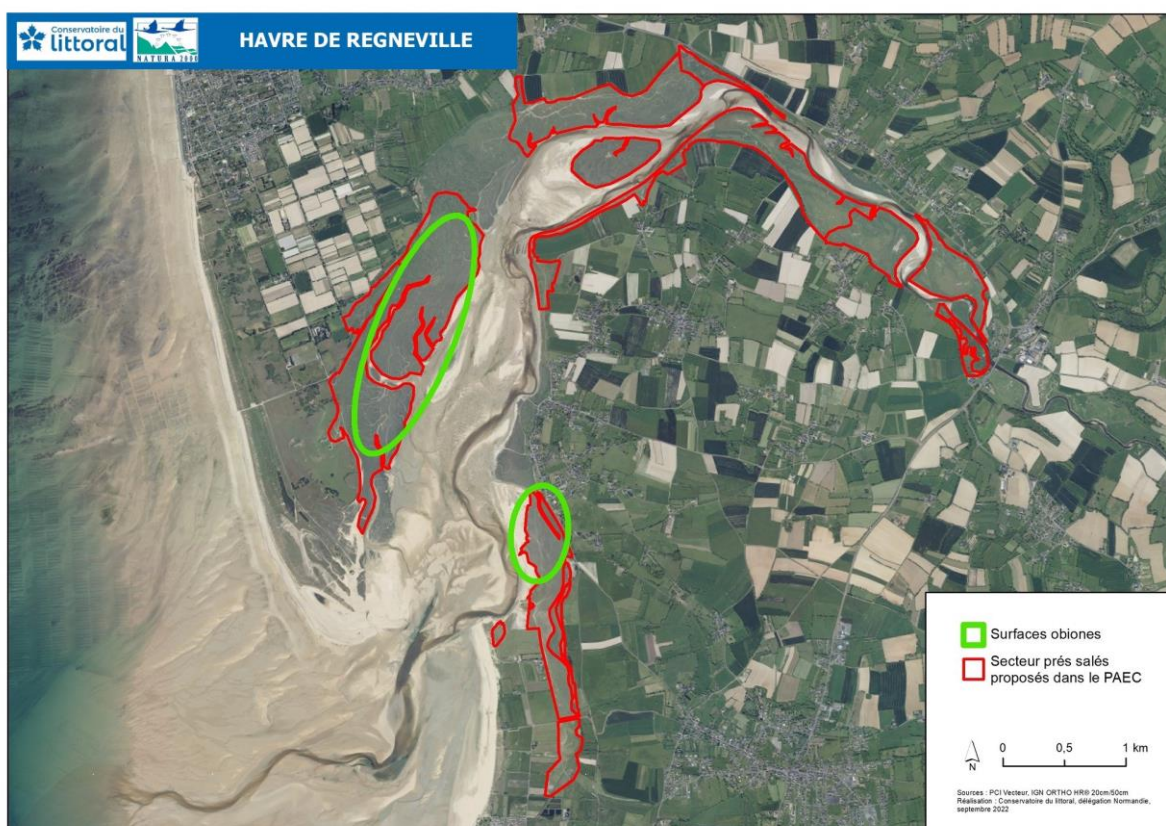 Conservatoire du
littoral
NATURA 2000
HAVRE DE REGNEVILLE
Surfaces obiones
Secteur prés salés
proposés dans le PAEC
N
0 0,5 1 km
Sources : PCI Vecteur, IGN ORTHO HR® 20cm/50cm
Réalisation : Conservatoire du littoral, délégation Normandie,
septembre 2022